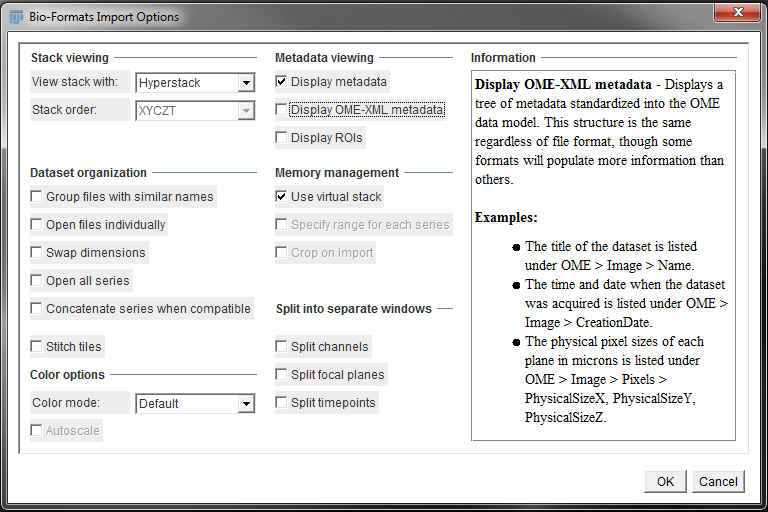 Bio-Formats Import Options
Stack viewing
View stack with: Hyperstack
Stack order: XYCZT
Dataset organization
Group files with similar names
Open files individually
Swap dimensions
Open all series
Concatenate series when compatible
Stitch tiles
Color options
Color mode: Default
Autoscale
Metadata viewing
Display metadata
Display OME-XML metadata
Display ROIs
Memory management
Use virtual stack
Specify range for each series
Crop on import
Split into separate windows
Split channels
Split focal planes
Split timepoints
Information
Display OME-XML metadata - Displays a
tree of metadata standardized into the OME
data model. This structure is the same
regardless of file format, though some
formats will populate more information than
others.
Examples:
● The title of the dataset is listed
under OME > Image > Name.
● The time and date when the dataset
was acquired is listed under OME >
Image > CreationDate.
● The physical pixel sizes of each
plane in microns is listed under
OME > Image > Pixels >
PhysicalSizeX, PhysicalSizeY,
PhysicalSizeZ.
OK
Cancel